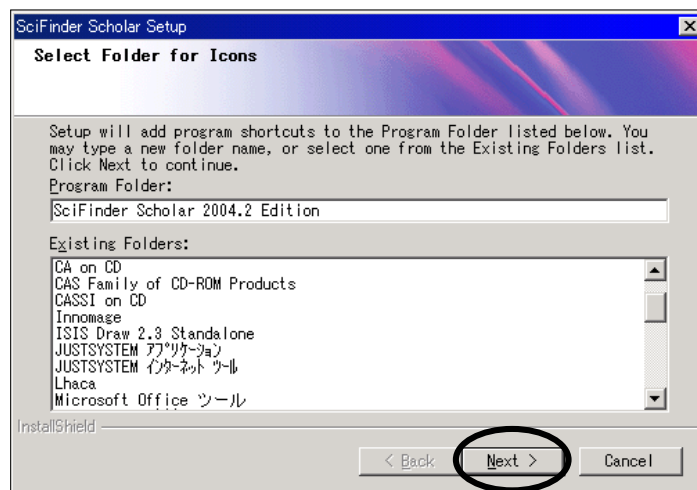 SciFinder Scholar Setup
Select Folder for Icons
Setup will add program shortcuts to the Program Folder listed below. You
may type a new folder name, or select one from the Existing Folders list.
Click Next to continue.
Program Folder:
SciFinder Scholar 2004.2 Edition
Existing Folders:
CA on CD
CAS Family of CD-ROM Products
CASSI on CD
Innomage
ISIS Draw 2.3 Standalone
JUSTSYSTEM ｱﾌﾟﾘｹｰｼｮﾝ
JUSTSYSTEM ｲﾝﾀｰﾈｯﾄ ﾂｰﾙ
Lhaca
Microsoft Office ツール
InstallShield
< Back
Next >
Cancel